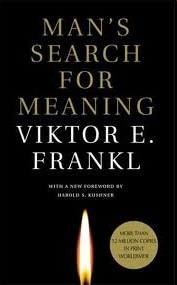 MAN'S
SEARCH
FOR
MEANING
VIKTOR E.
FRANKL
WITH A NEW FOREWORD BY
HAROLD S. KUSHNER
MORE THAN
12 MILLION COPIES
IN PRINT
WORLDWIDE